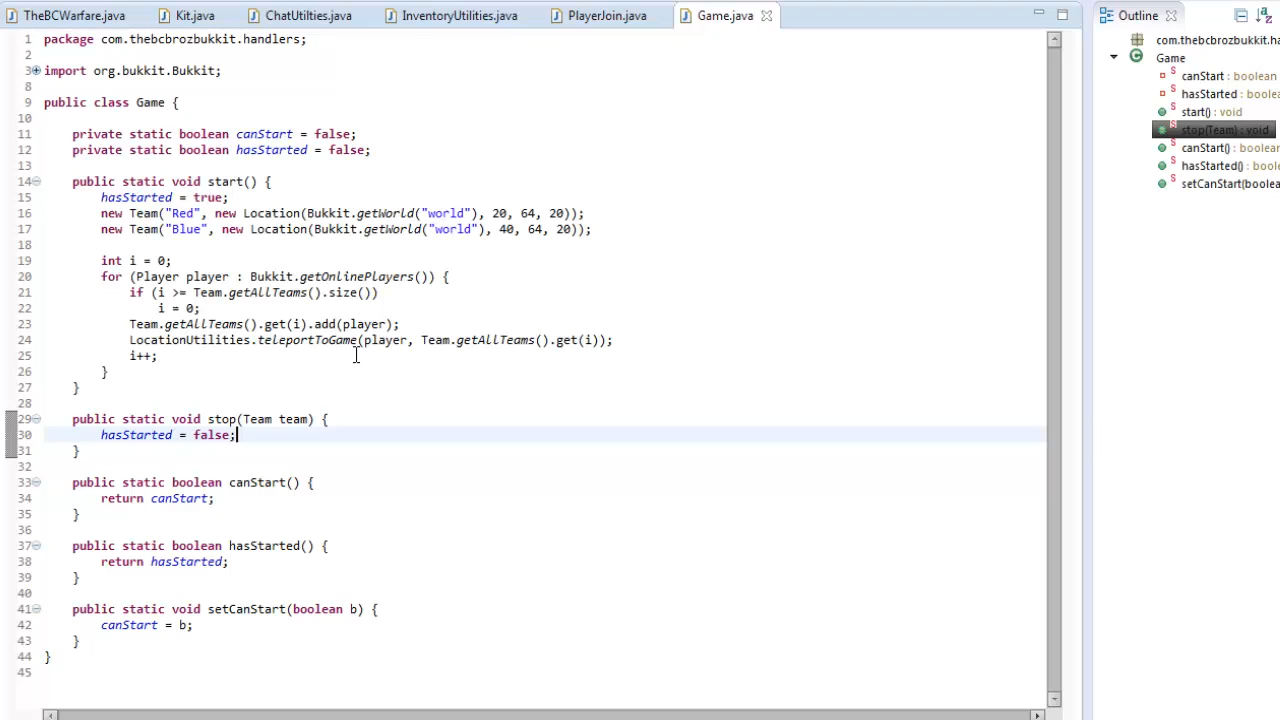 TheBCWarfare.java Kit.java ChatUtilties.java InventoryUtilities.java PlayerJoin.java Game.java Outline
1 package com.thebcbrozbukkit.handlers;
2
3 import org.bukkit.Bukkit;
8
9 public class Game {
10
11 private static boolean canStart = false;
12 private static boolean hasStarted = false;
13
14 public static void start() {
15 hasStarted = true;
16 new Team("Red", new Location(Bukkit.getWorld("world"), 20, 64, 20));
17 new Team("Blue", new Location(Bukkit.getWorld("world"), 40, 64, 20));
18
19 int i = 0;
20 for (Player player : Bukkit.getOnlinePlayers()) {
21 if (i >= Team.getAllTeams().size())
22 i = 0;
23 Team.getAllTeams().get(i).add(player);
24 LocationUtilities.teleportToGame(player, Team.getAllTeams().get(i));
25 i++;
26 }
27 }
28
29 public static void stop(Team team) {
30 hasStarted = false;
31 }
32
33 public static boolean canStart() {
34 return canStart;
35 }
36
37 public static boolean hasStarted() {
38 return hasStarted;
39 }
40
41 public static void setCanStart(boolean b) {
42 canStart = b;
43 }
44 }
45
com.thebcbrozbukkit.ha
Game
canStart : boolean
hasStarted : boolea
start() : void
stop(Team) : void
canStart() : boolean
hasStarted() : boole
setCanStart(boolea